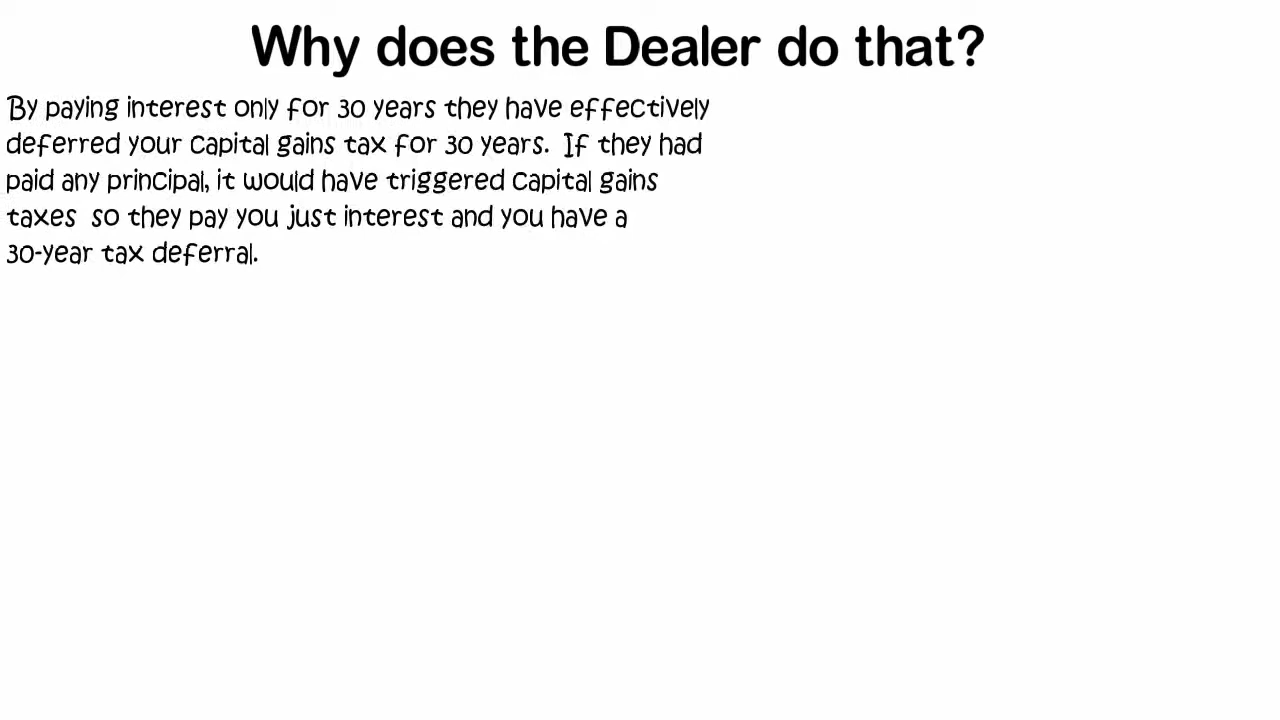 Why does the Dealer do that?
By paying interest only for 30 years they have effectively
deferred your capital gains tax for 30 years.  If they had
paid any principal, it would have triggered capital gains
taxes  so they pay you just interest and you have a
30-year tax deferral.